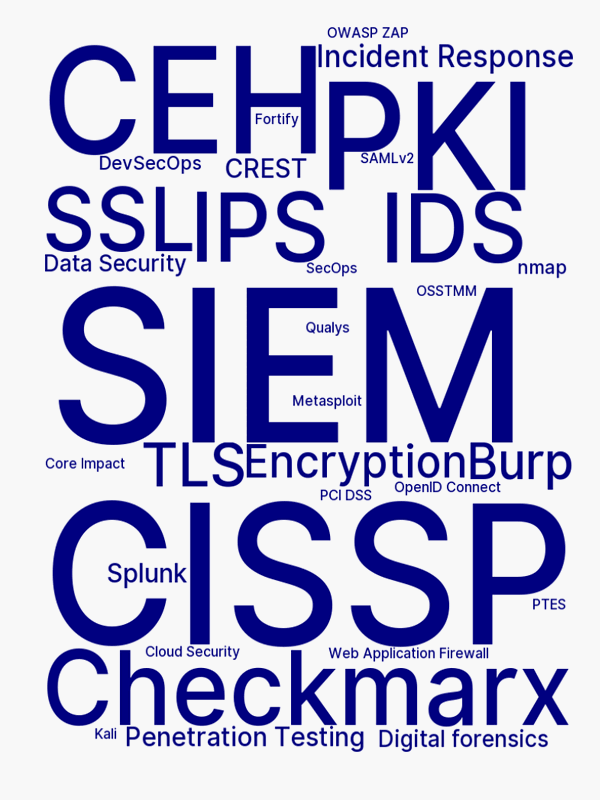 OWASP ZAP
CEH
Incident Response
Fortify
PKI
DevSecOps
CREST
SAMLv2
SSL
IPS
IDS
Data Security
SecOps
nmap
OSSTMM
SIEM
Qualys
Metasploit
Core Impact
TLS
Encryption
Burp
PCI DSS
OpenID Connect
CISSP
Splunk
PTES
Cloud Security
Web Application Firewall
Checkmarx
Kali
Penetration Testing
Digital forensics